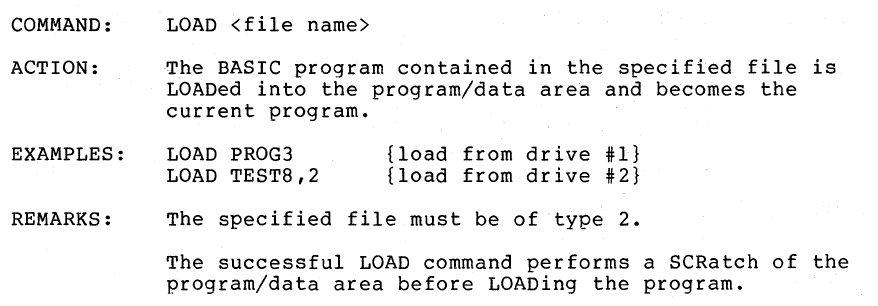 COMMAND: LOAD <file name>
ACTION: The BASIC program contained in the specified file is
LOADed into the program/data area and becomes the
current program.
EXAMPLES: LOAD PROG3 {load from drive #1}
LOAD TEST8,2 {load from drive #2}
REMARKS: The specified file must be of type 2.
The successful LOAD command performs a SCRatch of the
program/data area before LOADing the program.